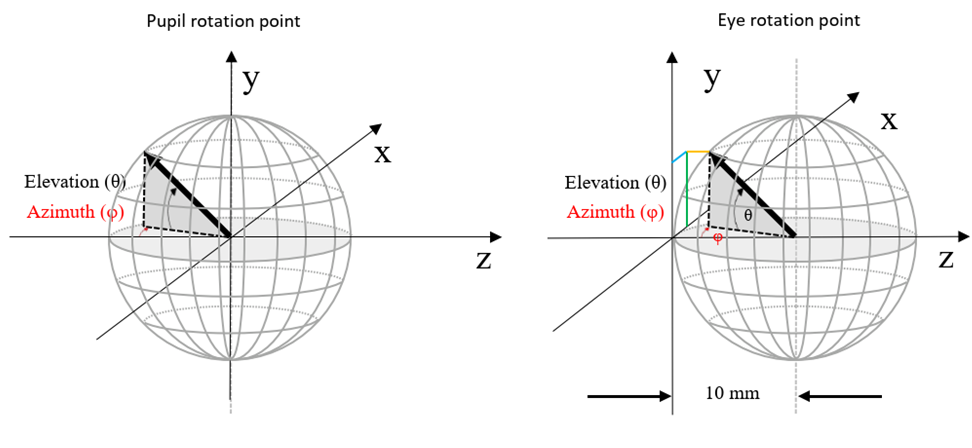 Pupil rotation point
y
x
Elevation (θ)
Azimuth (φ)
z
Eye rotation point
y
x
Elevation (θ)
Azimuth (φ)
θ
φ
z
10 mm